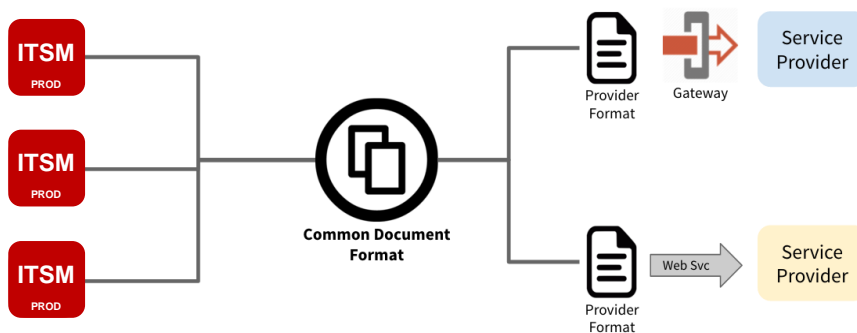 ITSM
PROD
ITSM
PROD
ITSM
PROD
Common Document
Format
Provider
Format
Gateway
Service
Provider
Provider
Format
Web Svc
Service
Provider